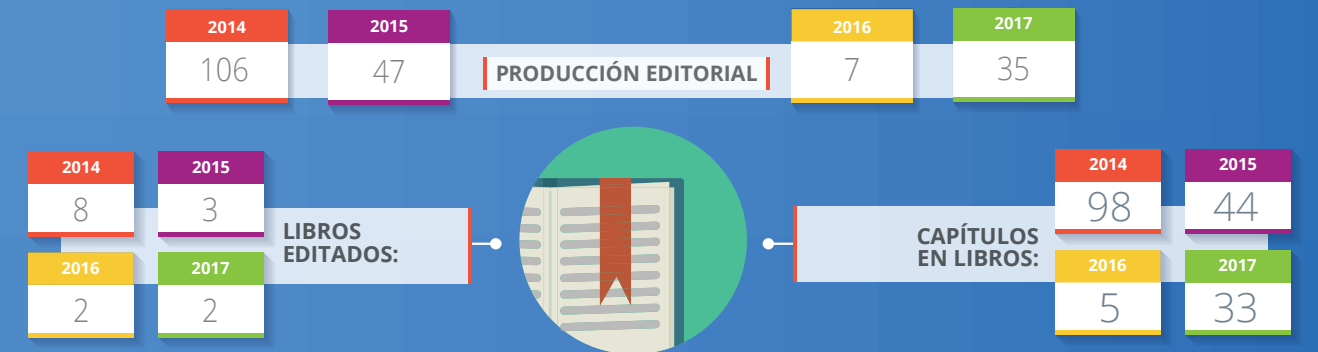 2014 2015 2016 2017
106 47 PRODUCCIÓN EDITORIAL 7 35
2014 2015
8 3
LIBROS
EDITADOS:
2016 2017
2 2
2014 2015
98 44
CAPÍTULOS
EN LIBROS:
2016 2017
5 33